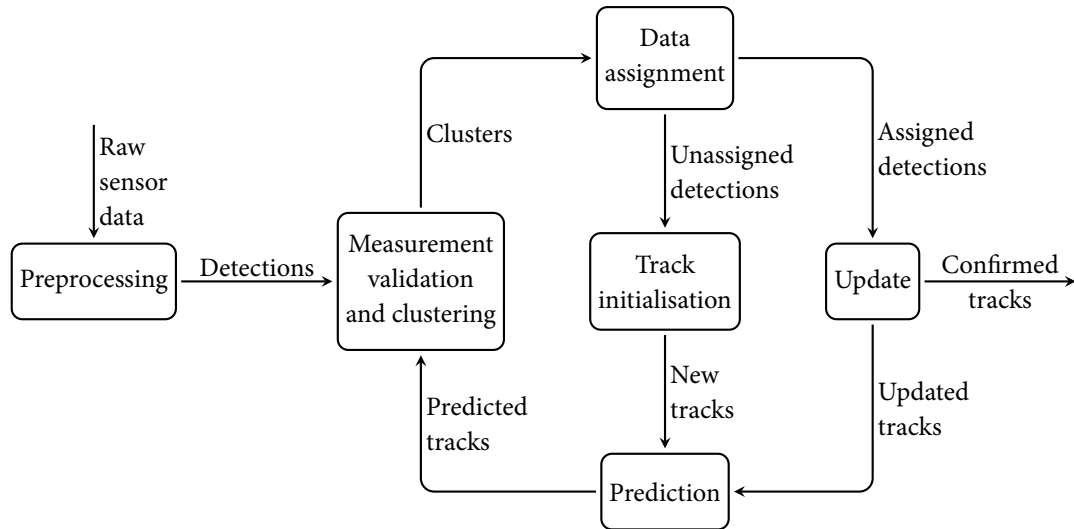 Data
assignment
Clusters
Raw
sensor
data
Unassigned
detections
Assigned
detections
Preprocessing
Detections
Measurement
validation
and clustering
Track
initialisation
Update
Confirmed
tracks
Predicted
tracks
New
tracks
Updated
tracks
Prediction